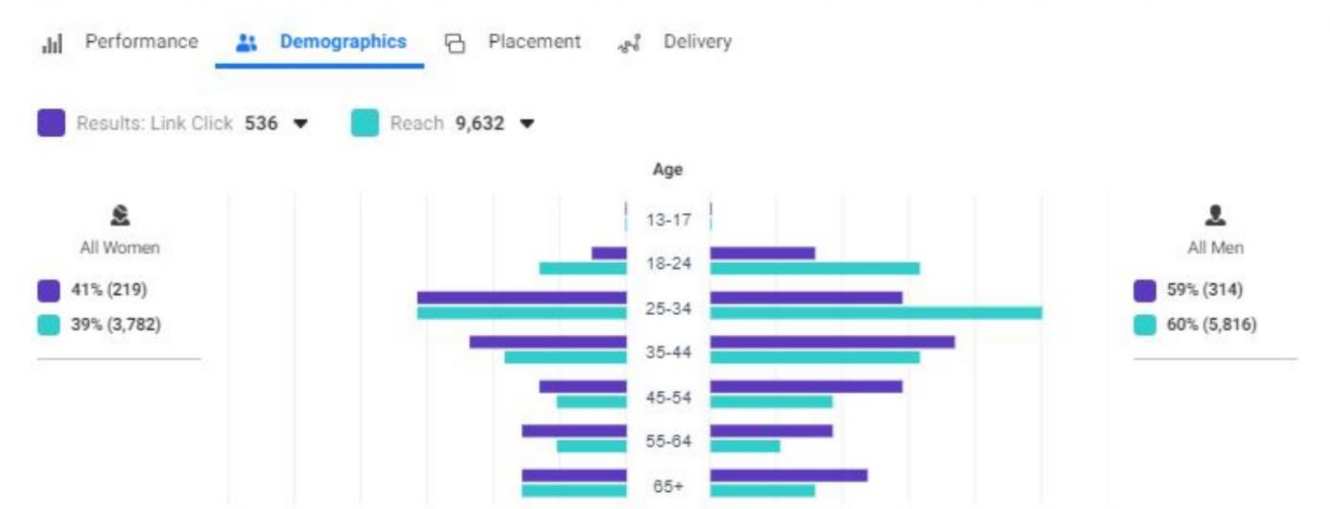 Performance Demographics Placement Delivery
Results: Link Click 536 Reach 9,632
Age
All Women
41% (219)
39% (3,782)
13-17
18-24
25-34
35-44
45-54
55-64
65+
All Men
59% (314)
60% (5,816)